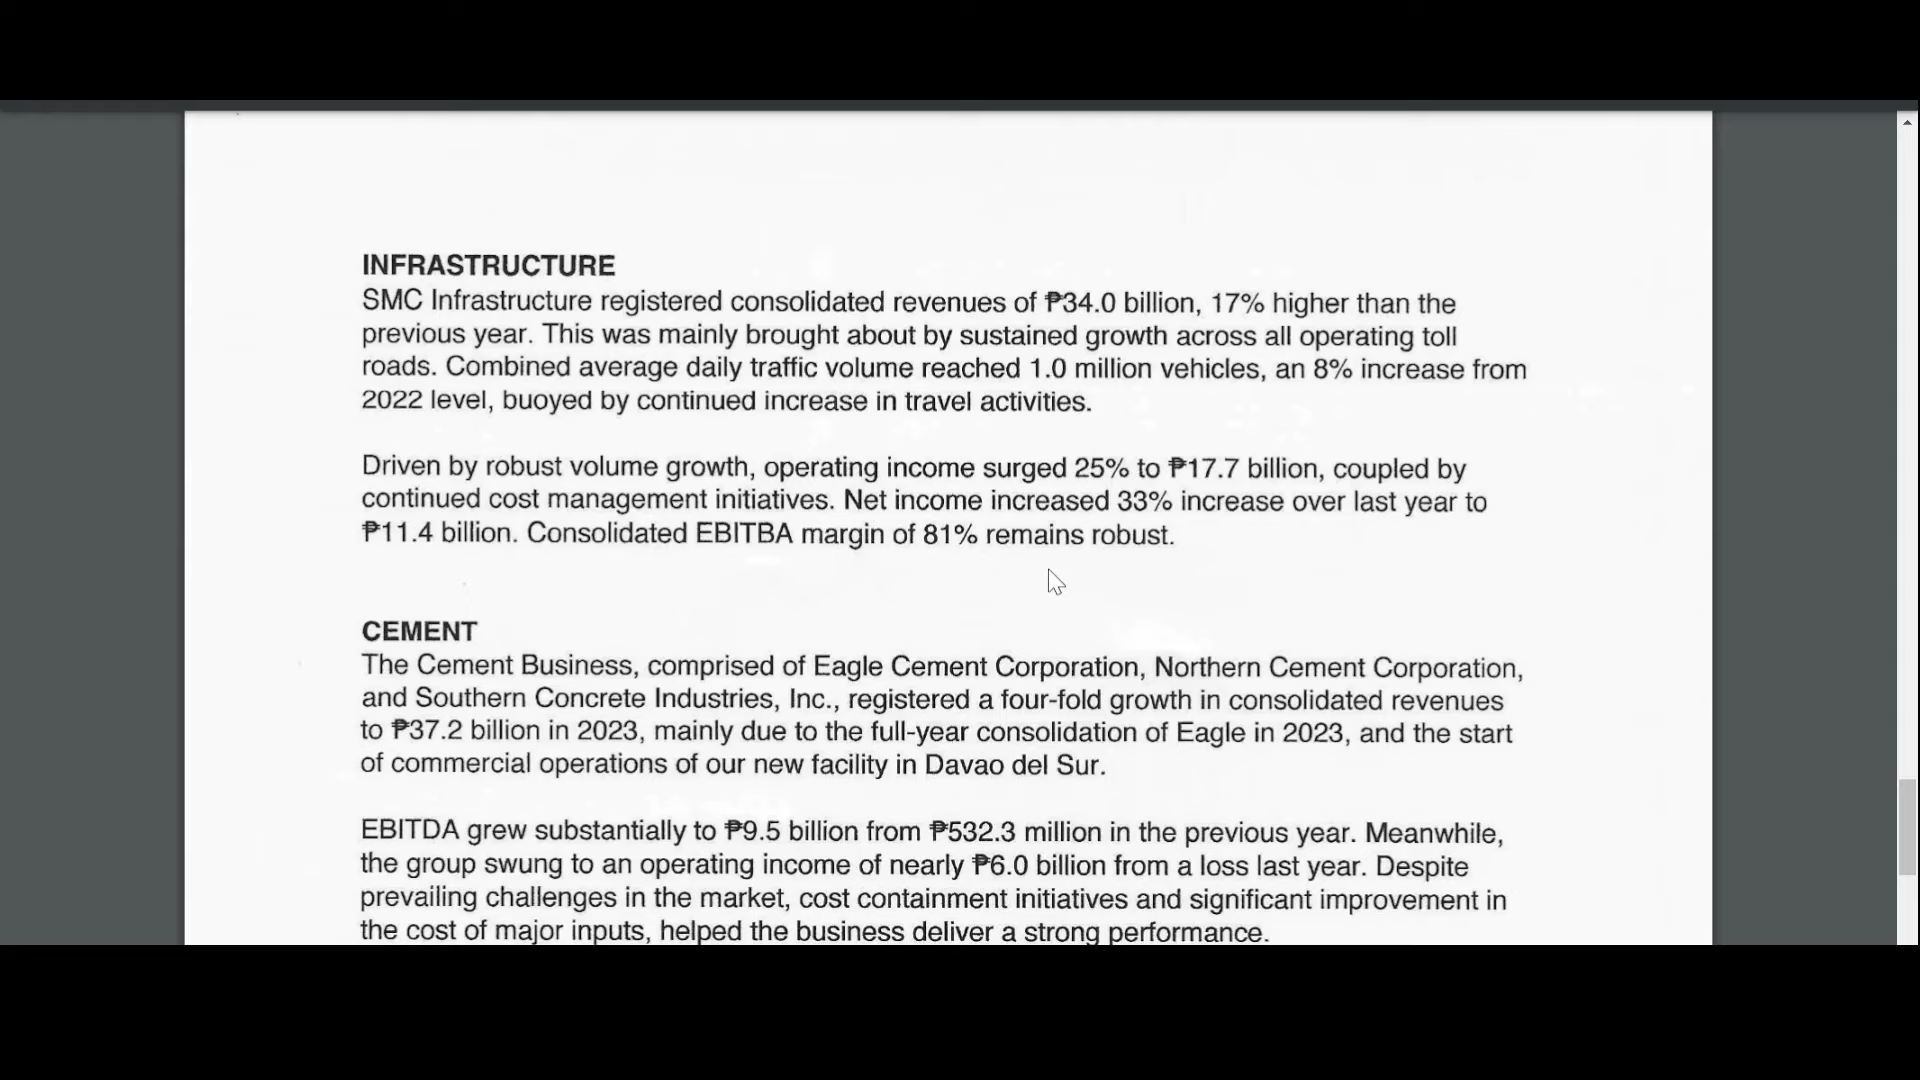 INFRASTRUCTURE
SMC Infrastructure registered consolidated revenues of ₱34.0 billion, 17% higher than the
previous year. This was mainly brought about by sustained growth across all operating toll
roads. Combined average daily traffic volume reached 1.0 million vehicles, an 8% increase from
2022 level, buoyed by continued increase in travel activities.
Driven by robust volume growth, operating income surged 25% to ₱17.7 billion, coupled by
continued cost management initiatives. Net income increased 33% increase over last year to
₱11.4 billion. Consolidated EBITBA margin of 81% remains robust.
CEMENT
The Cement Business, comprised of Eagle Cement Corporation, Northern Cement Corporation,
and Southern Concrete Industries, Inc., registered a four-fold growth in consolidated revenues
to ₱37.2 billion in 2023, mainly due to the full-year consolidation of Eagle in 2023, and the start
of commercial operations of our new facility in Davao del Sur.
EBITDA grew substantially to ₱9.5 billion from ₱532.3 million in the previous year. Meanwhile,
the group swung to an operating income of nearly ₱6.0 billion from a loss last year. Despite
prevailing challenges in the market, cost containment initiatives and significant improvement in
the cost of major inputs, helped the business deliver a strong performance.